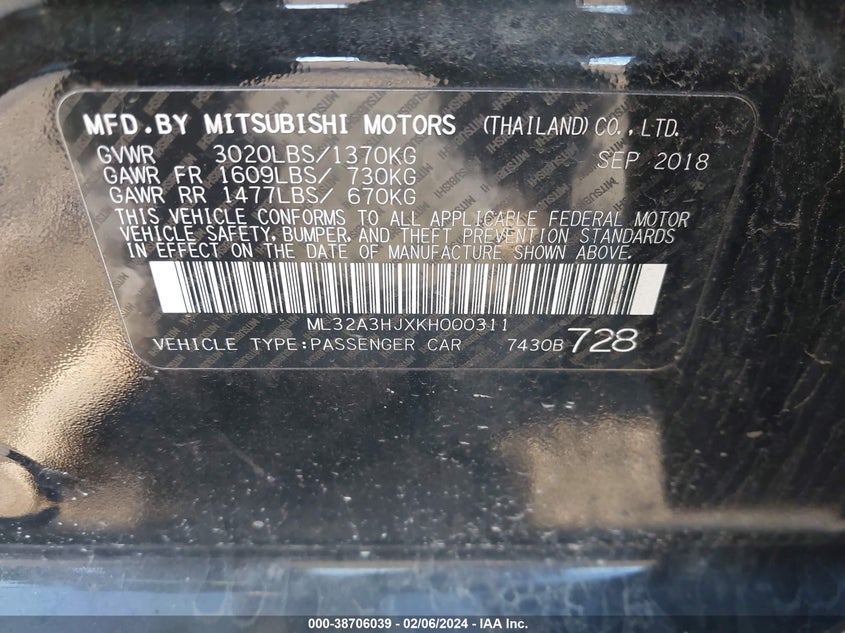 MFD.BY MITSUBISHI MOTORS (THAILAND)CO.,LTD.
GVWR 3020LBS/1370KG SEP 2018
GAWR FR 1609LBS/ 730KG
GAWR RR 1477LBS/ 670KG
THIS VEHICLE CONFORMS TO ALL APPLICABLE FEDERAL MOTOR
VEHICLE SAFETY, BUMPER, AND THEFT PREVENTION STANDARDS
IN EFFECT ON THE DATE OF MANUFACTURE SHOWN ABOVE.
ML32A3HJXKH000311
VEHICLE TYPE:PASSENGER CAR 7430B 728
000-38706039 - 02/06/2024 - IAA Inc.